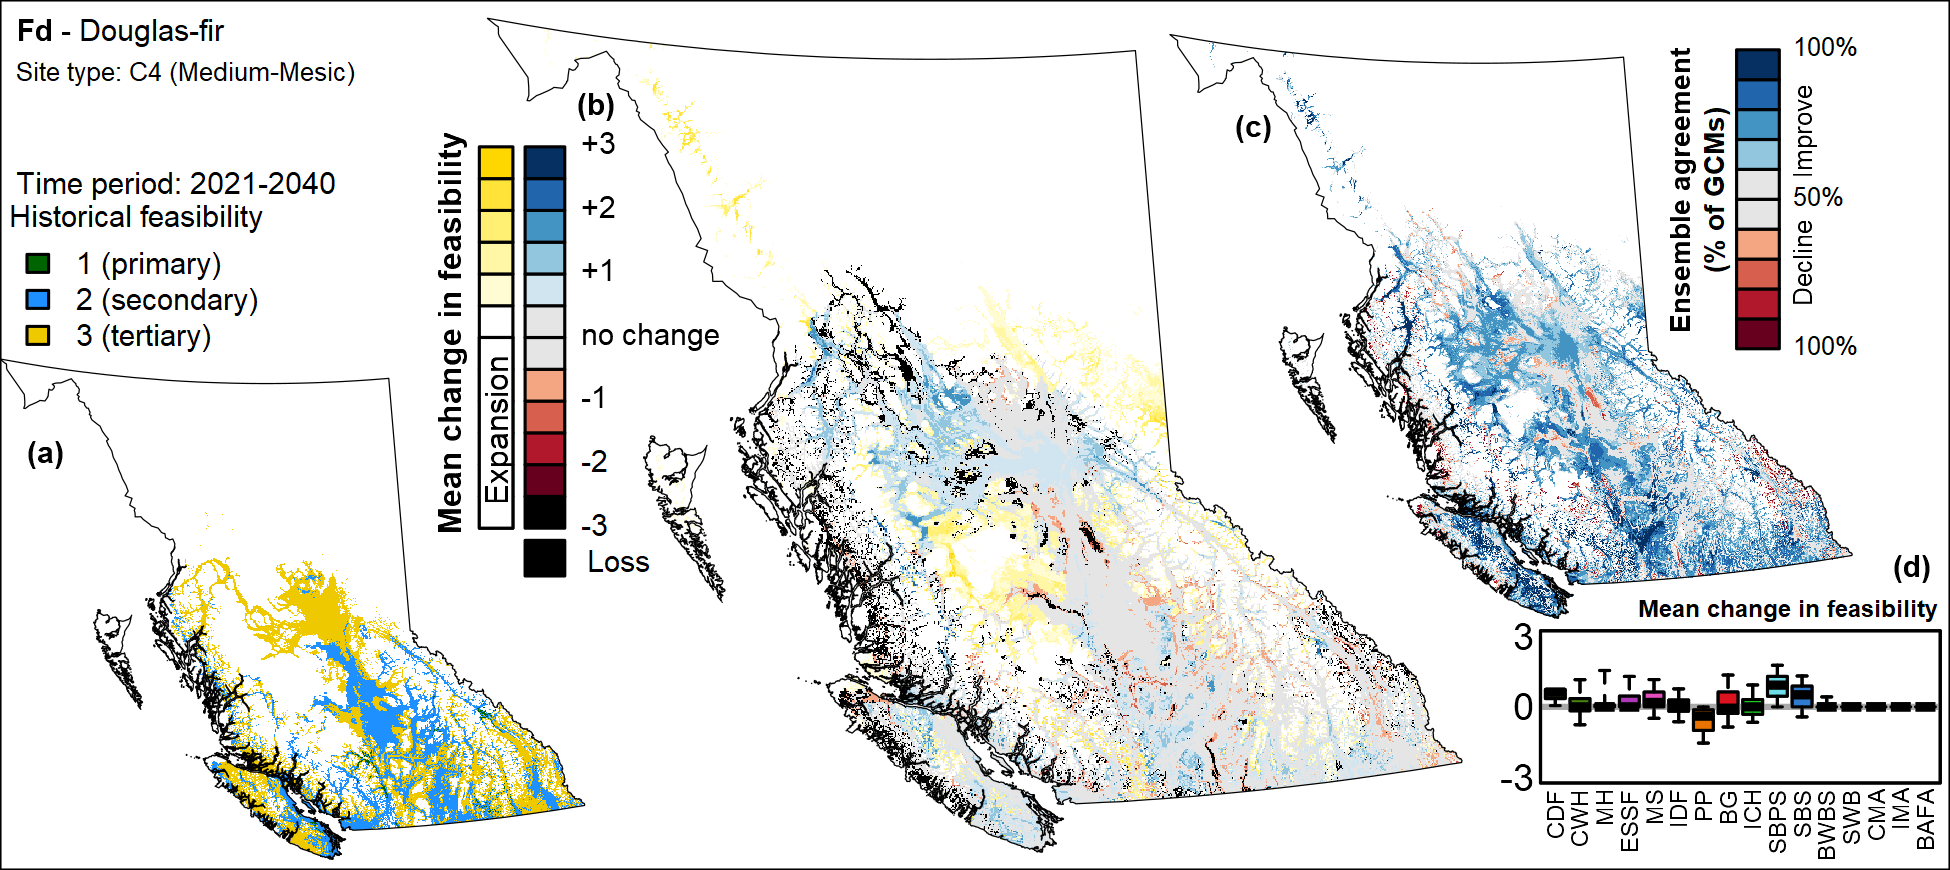 Fd - Douglas-fir
Site type: C4 (Medium-Mesic)
Time period: 2021-2040
Historical feasibility
1 (primary)
2 (secondary)
3 (tertiary)
(a)
(b)
Mean change in feasibility
Expansion
+3
+2
+1
no change
-1
-2
-3
Loss
(c)
Ensemble agreement
(% of GCMs)
100%
Improve
50%
Decline
100%
(d)
Mean change in feasibility
3
0
-3
CDF
CWH
MH
ESSF
MS
IDF
PP
BG
ICH
SBPS
SBS
BWBS
SWB
CMA
IMA
BAFA